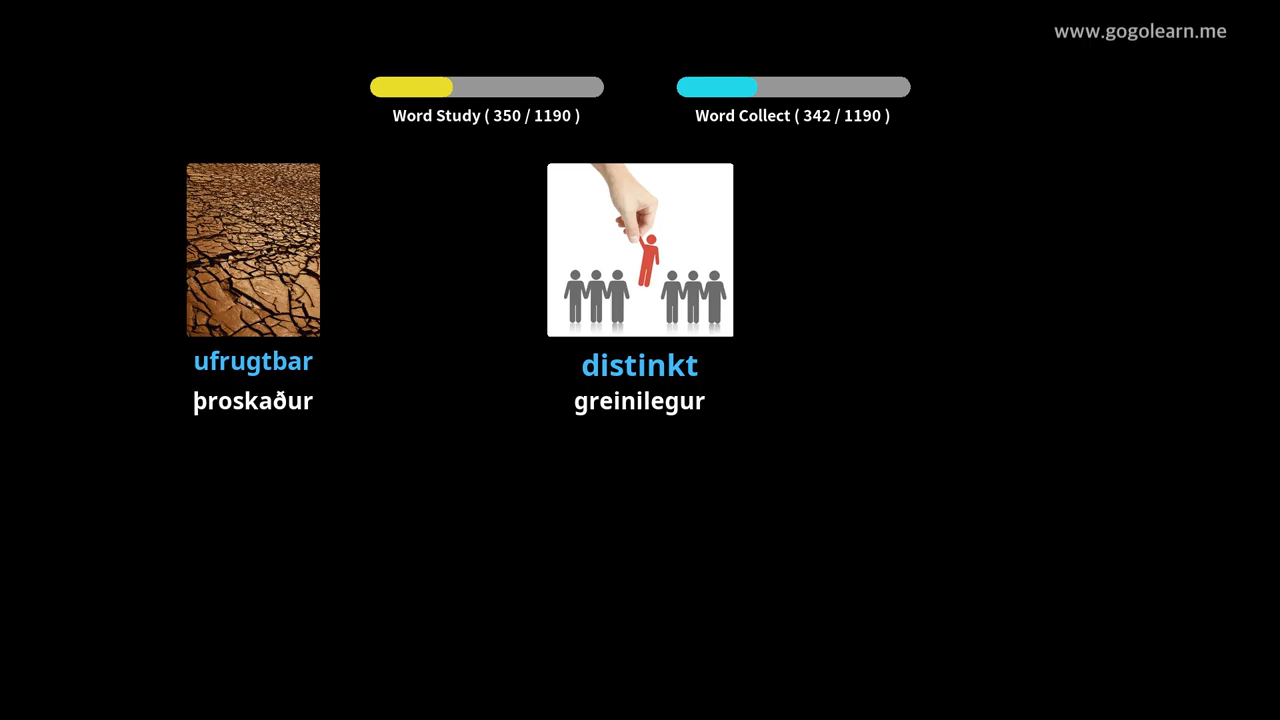 www.gogolearn.me
Word Study ( 350 / 1190 )
Word Collect ( 342 / 1190 )
ufrugtbar
þroskaður
distinkt
greinilegur